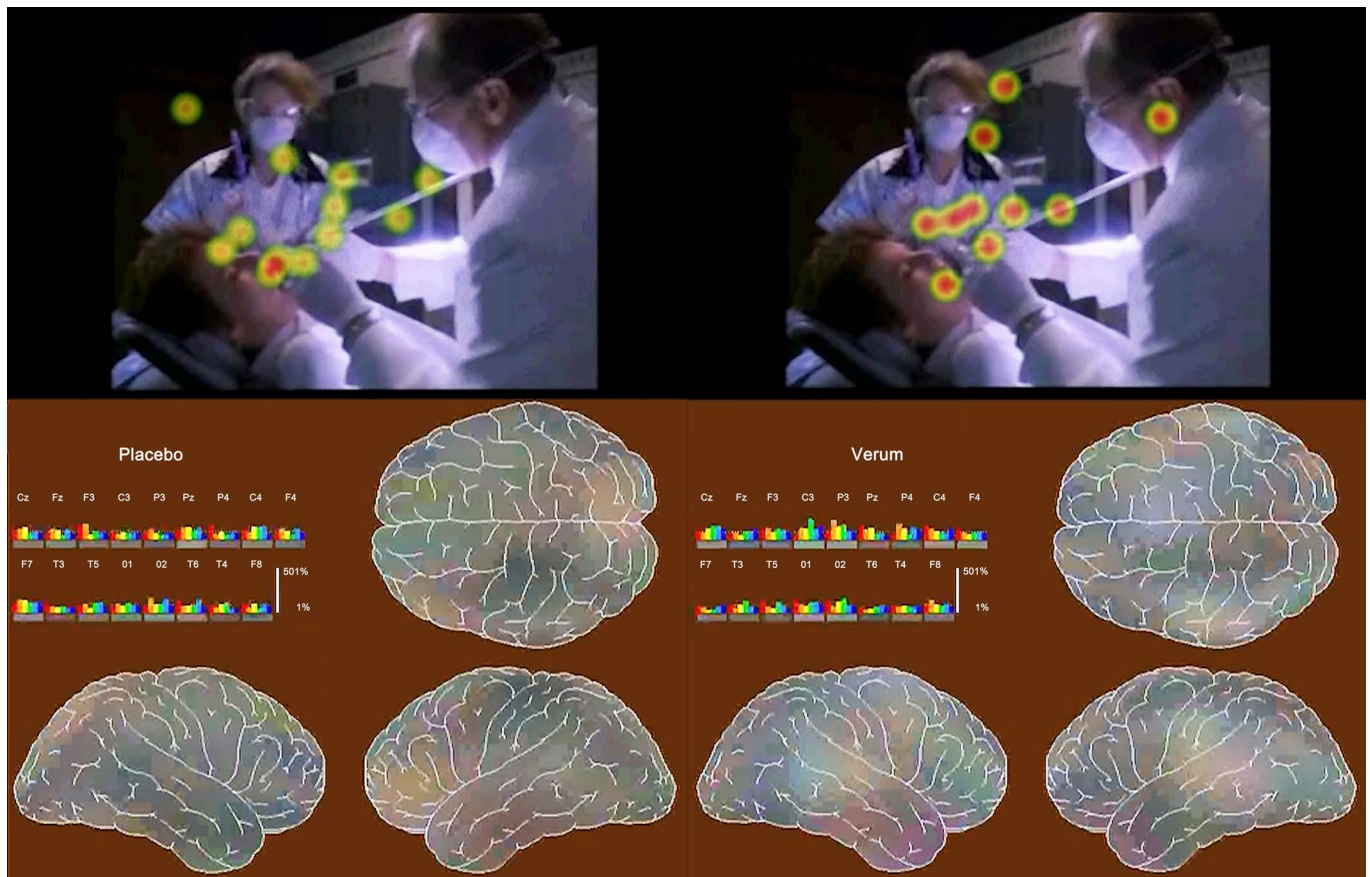 Placebo
Cz Fz F3 C3 P3 Pz P4 C4 F4
F7 T3 T5 01 02 T6 T4 F8
501%
1%
Verum
Cz Fz F3 C3 P3 Pz P4 C4 F4
F7 T3 T5 01 02 T6 T4 F8
501%
1%